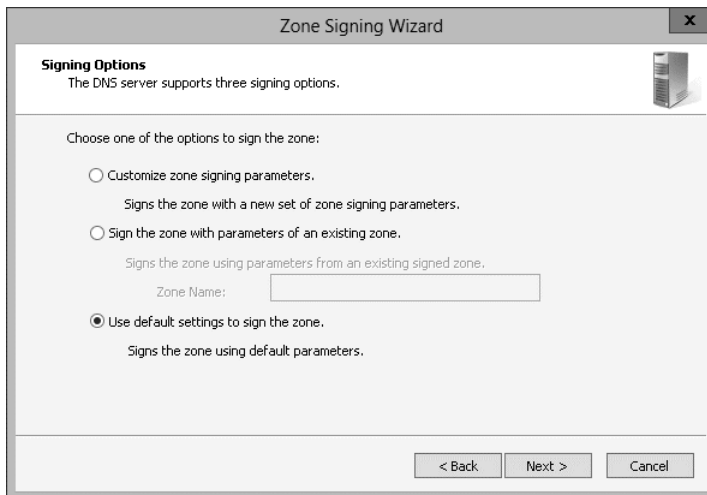 Zone Signing Wizard
x
Signing Options
The DNS server supports three signing options.
Choose one of the options to sign the zone:
Customize zone signing parameters.
Signs the zone with a new set of zone signing parameters.
Sign the zone with parameters of an existing zone.
Signs the zone using parameters from an existing signed zone.
Zone Name:
Use default settings to sign the zone.
Signs the zone using default parameters.
< Back
Next >
Cancel